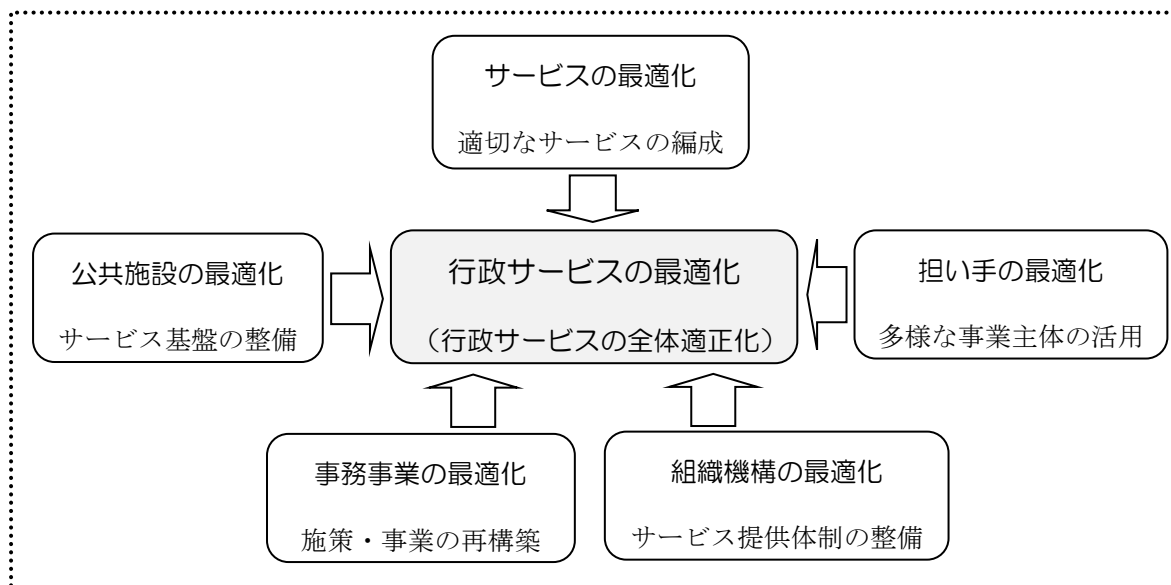 サービスの最適化
適切なサービスの編成
公共施設の最適化
サービス基盤の整備
行政サービスの最適化
（行政サービスの全体適正化）
担い手の最適化
多様な事業主体の活用
事務事業の最適化
施策・事業の再構築
組織機構の最適化
サービス提供体制の整備